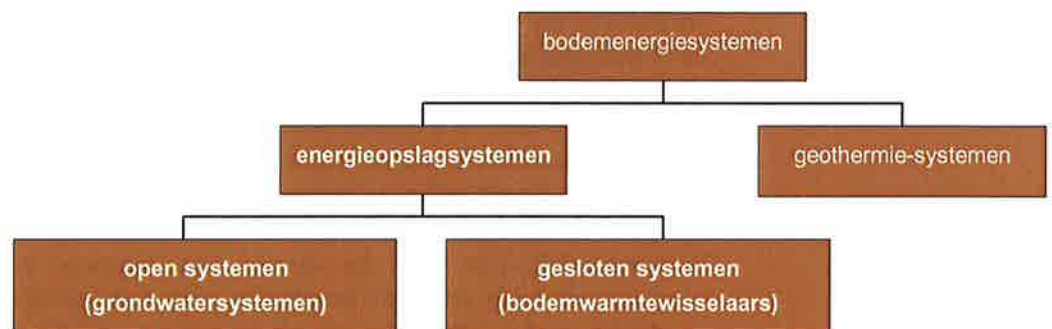 bodemenergiesystemen
energieopslagsystemen
geothermie-systemen
open systemen
(grondwatersystemen)
gesloten systemen
(bodemwarmtewisselaars)